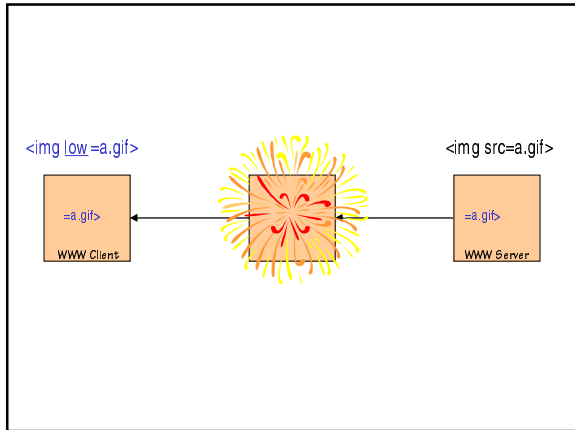 <img low =a.gif>
<img src=a.gif>
=a.gif>
=a.gif>
WWW Client
WWW Server